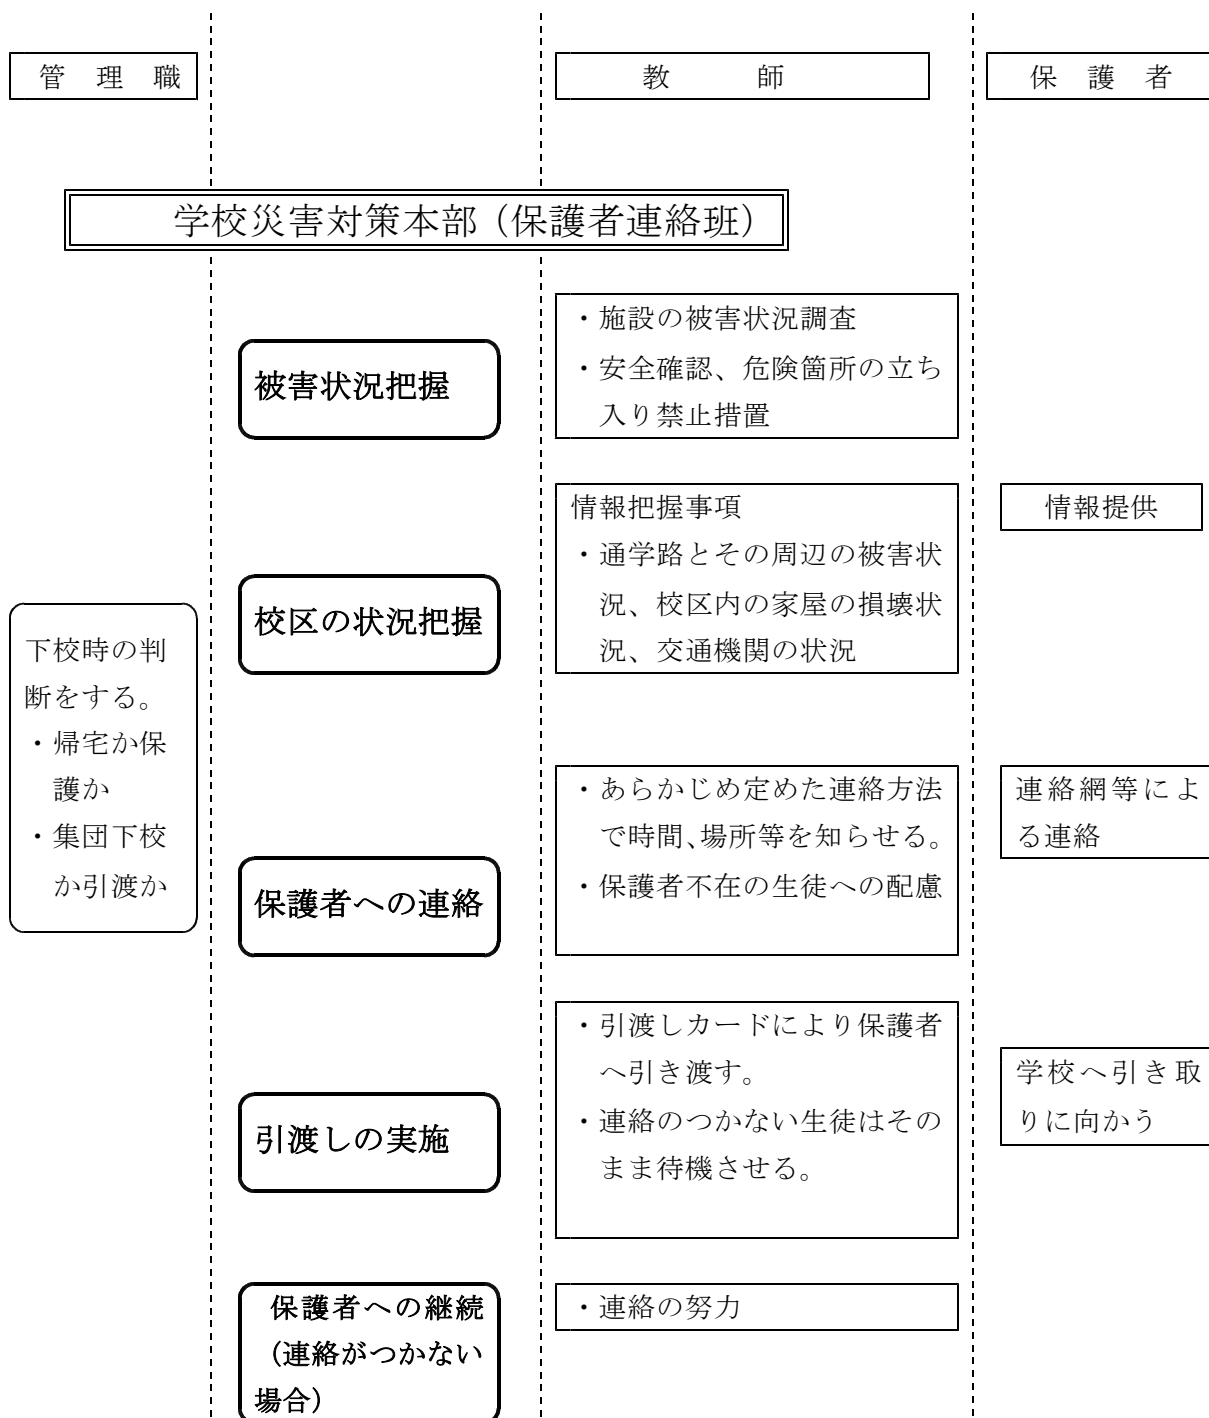 管 理 職
教 師
保 護 者
学校災害対策本部（保護者連絡班）
被害状況把握
・施設の被害状況調査
・安全確認、危険箇所の立ち
入り禁止措置
校区の状況把握
情報把握事項
・通学路とその周辺の被害状
況、校区内の家屋の損壊状
況、交通機関の状況
情報提供
下校時の判
断をする。
・帰宅か保
護か
・集団下校
か引渡か
保護者への連絡
・あらかじめ定めた連絡方法
で時間、場所等を知らせる。
・保護者不在の生徒への配慮
連絡網等によ
る連絡
引渡しの実施
・引渡しカードにより保護者
へ引き渡す。
・連絡のつかない生徒はその
まま待機させる。
学校へ引き取
りに向かう
保護者への継続
（連絡がつかない
場合）
・連絡の努力